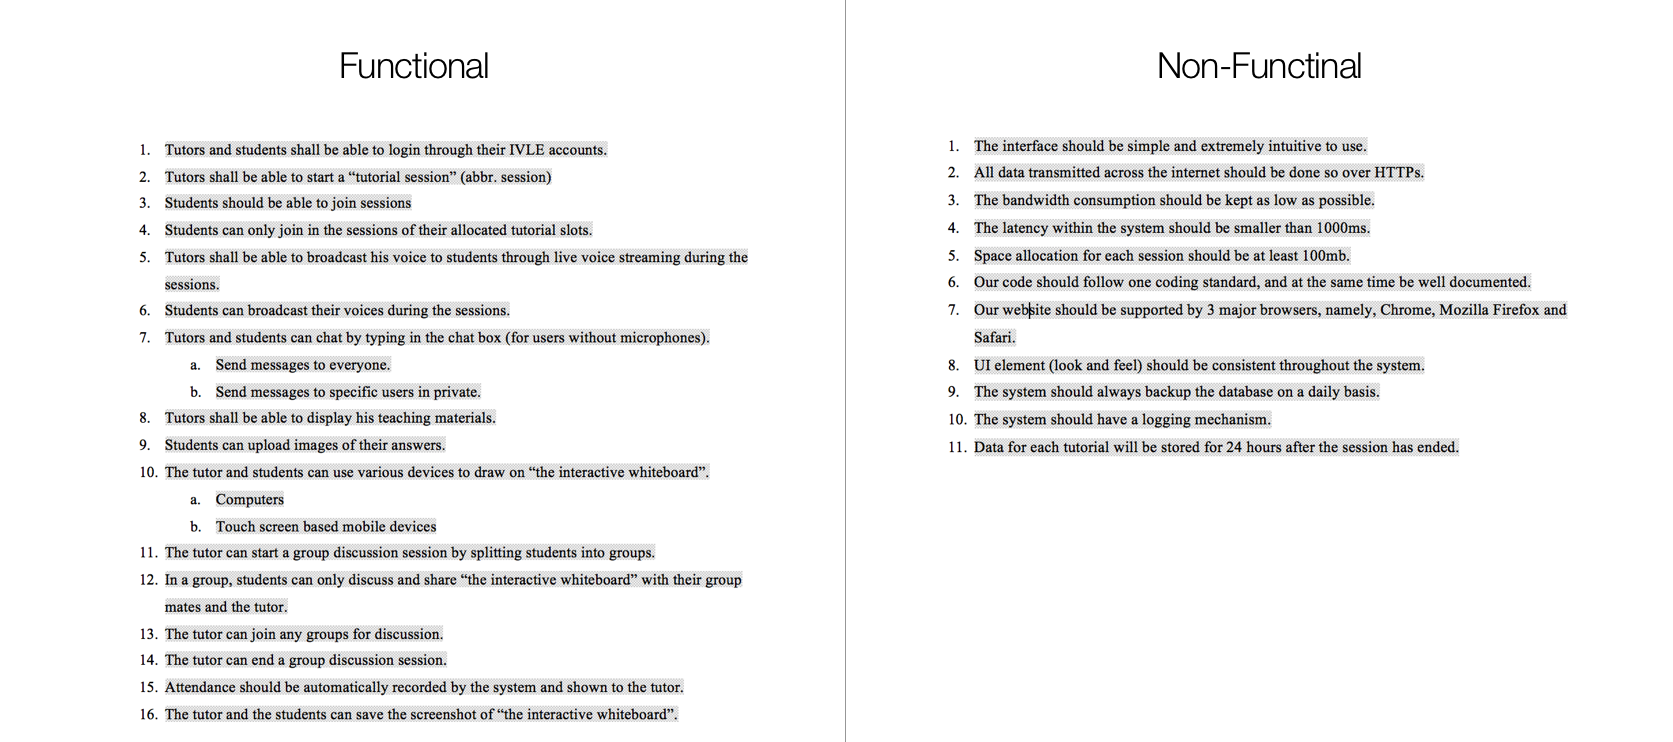 Functional
1. Tutors and students shall be able to login through their IVLE accounts.
2. Tutors shall be able to start a “tutorial session” (abbr. session)
3. Students should be able to join sessions
4. Students can only join in the sessions of their allocated tutorial slots.
5. Tutors shall be able to broadcast his voice to students through live voice streaming during the
sessions.
6. Students can broadcast their voices during the sessions.
7. Tutors and students can chat by typing in the chat box (for users without microphones).
a. Send messages to everyone.
b. Send messages to specific users in private.
8. Tutors shall be able to display his teaching materials.
9. Students can upload images of their answers.
10. The tutor and students can use various devices to draw on “the interactive whiteboard”.
a. Computers
b. Touch screen based mobile devices
11. The tutor can start a group discussion session by splitting students into groups.
12. In a group, students can only discuss and share “the interactive whiteboard” with their group
mates and the tutor.
13. The tutor can join any groups for discussion.
14. The tutor can end a group discussion session.
15. Attendance should be automatically recorded by the system and shown to the tutor.
16. The tutor and the students can save the screenshot of “the interactive whiteboard”.
Non-Functinal
1. The interface should be simple and extremely intuitive to use.
2. All data transmitted across the internet should be done so over HTTPs.
3. The bandwidth consumption should be kept as low as possible.
4. The latency within the system should be smaller than 1000ms.
5. Space allocation for each session should be at least 100mb.
6. Our code should follow one coding standard, and at the same time be well documented.
7. Our website should be supported by 3 major browsers, namely, Chrome, Mozilla Firefox and
Safari.
8. UI element (look and feel) should be consistent throughout the system.
9. The system should always backup the database on a daily basis.
10. The system should have a logging mechanism.
11. Data for each tutorial will be stored for 24 hours after the session has ended.